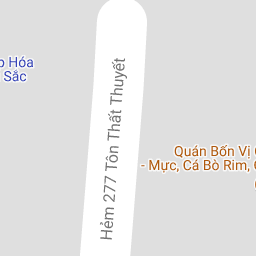 Hóa
Sắc
Hẻm 277 Tôn Thất Thuyết
Quán Bốn Vị
- Mực, Cá Bò Rim,